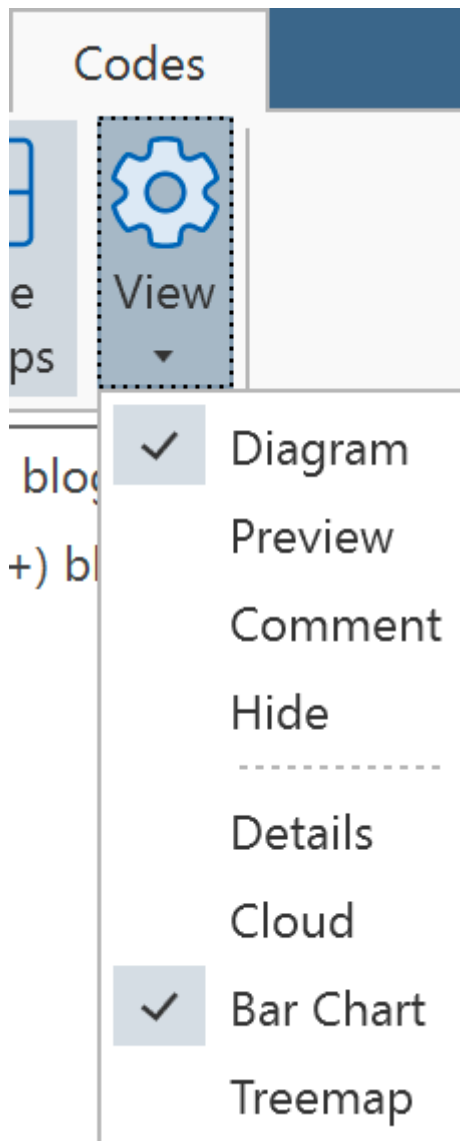 Codes
e
ps
View
blog
+) bl
Diagram
Preview
Comment
Hide
Details
Cloud
Bar Chart
Treemap